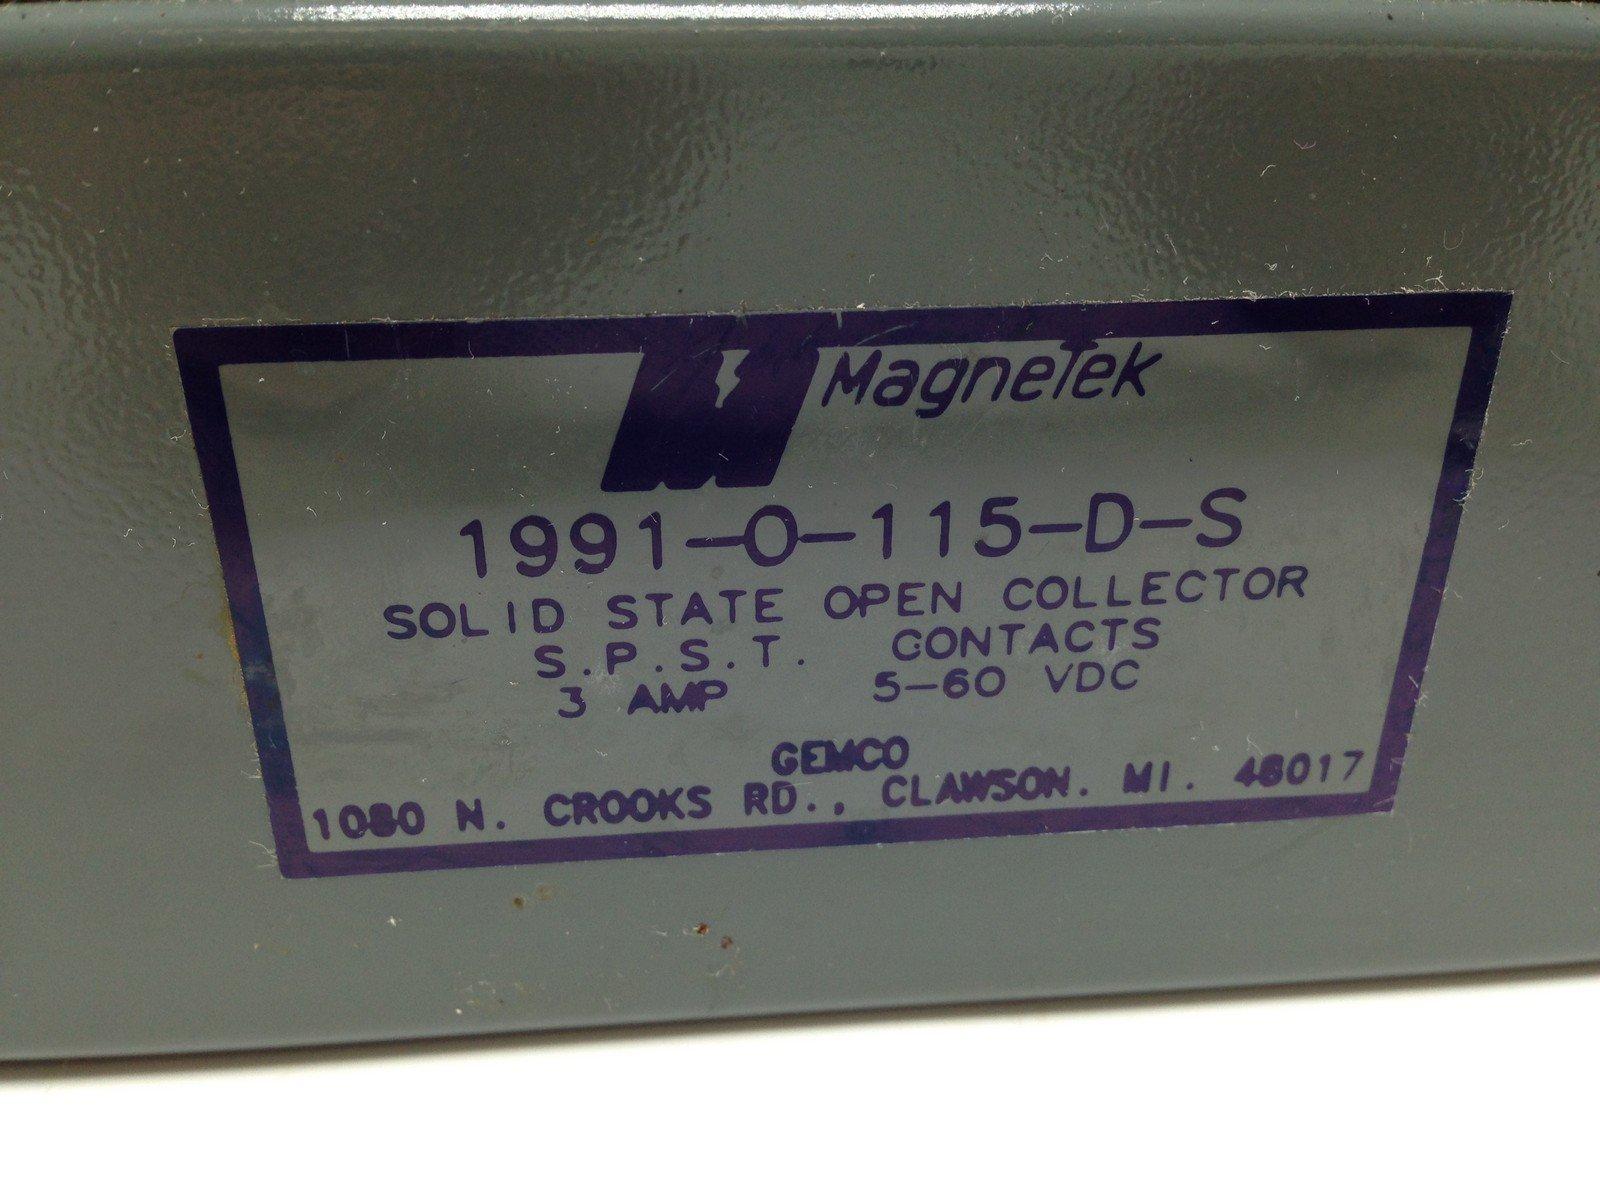 MagneTek
1991-O-115-D-S
SOLID STATE OPEN COLLECTOR
S.P.S.T. CONTACTS
3 AMP 5-60 VDC
GEMCO
1080 N. CROOKS RD., CLAWSON. MI. 48017